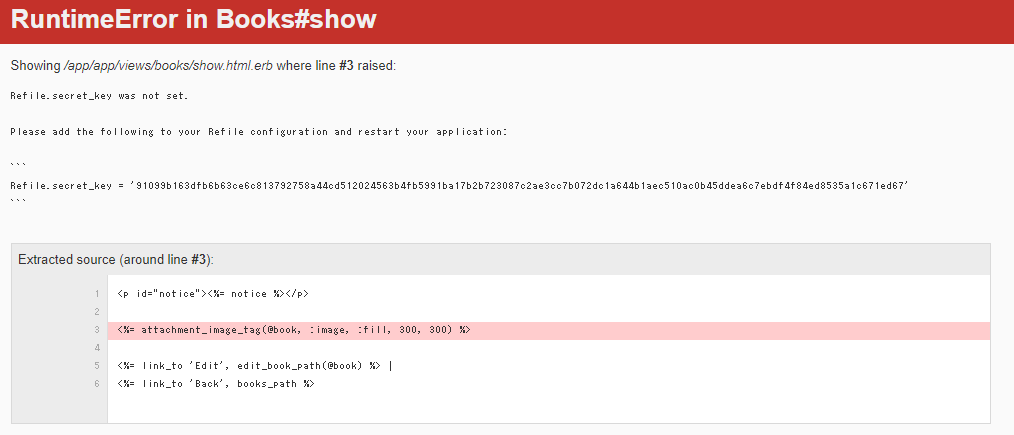 RuntimeError in Books#show
Showing /app/app/views/books/show.html.erb where line #3 raised:
Refile.secret_key was not set.
Please add the following to your Refile configuration and restart your application:
```
Refile.secret_key = '91099b163dfb6b63ce6c813792758a44cd512024563b4fb5991ba17b2b723087c2ae3cc7b072dc1a644b1aec510ac0b45ddea6c7ebdf4f84ed8535a1c671ed67'
```
Extracted source (around line #3):
1 <p id="notice"><%= notice %></p>
2
3 <%= attachment_image_tag(@book, :image, :fill, 300, 300) %>
4
5 <%= link_to 'Edit', edit_book_path(@book) %> |
6 <%= link_to 'Back', books_path %>